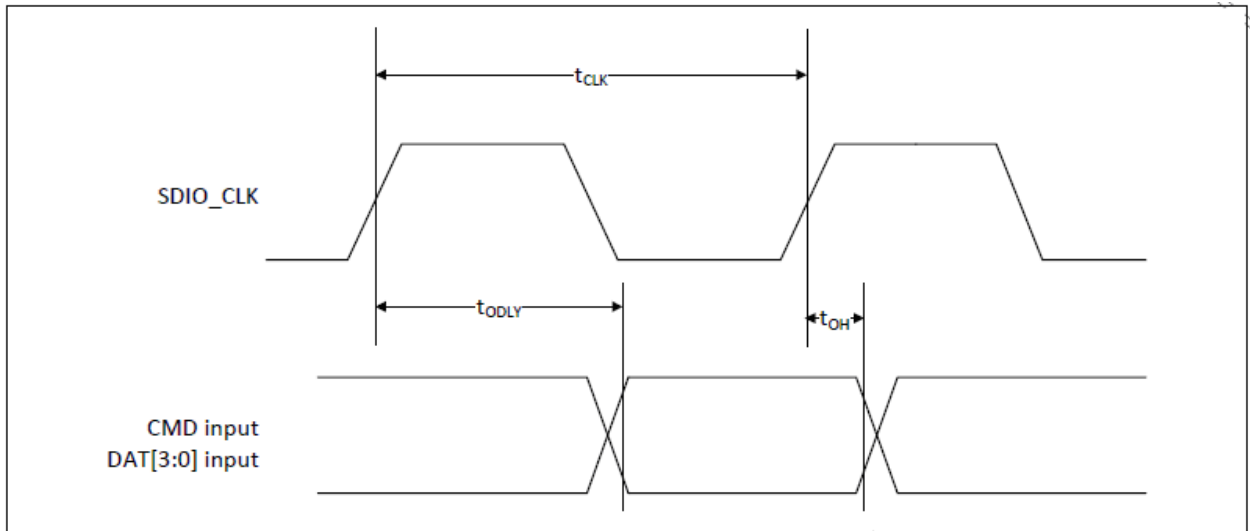 tCLK
SDIO_CLK
tODLY
tOH
CMD input
DAT[3:0] input